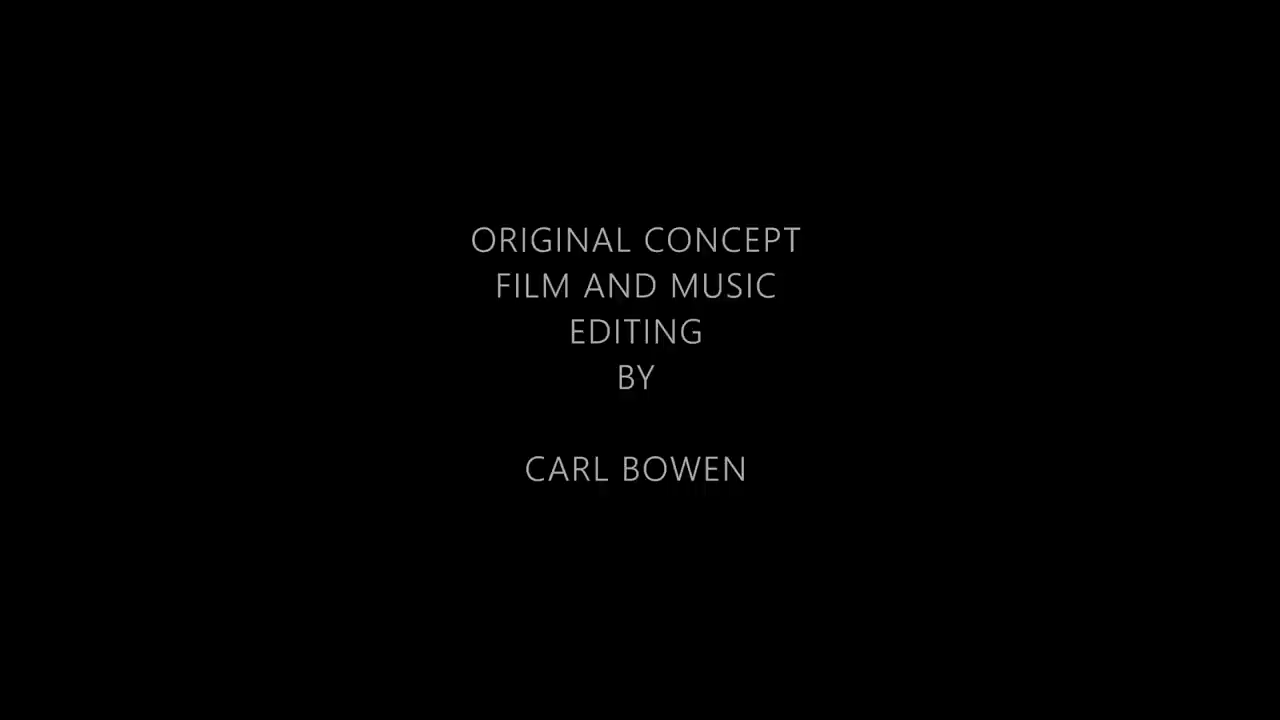 ORIGINAL CONCEPT
FILM AND MUSIC
EDITING
BY
CARL BOWEN